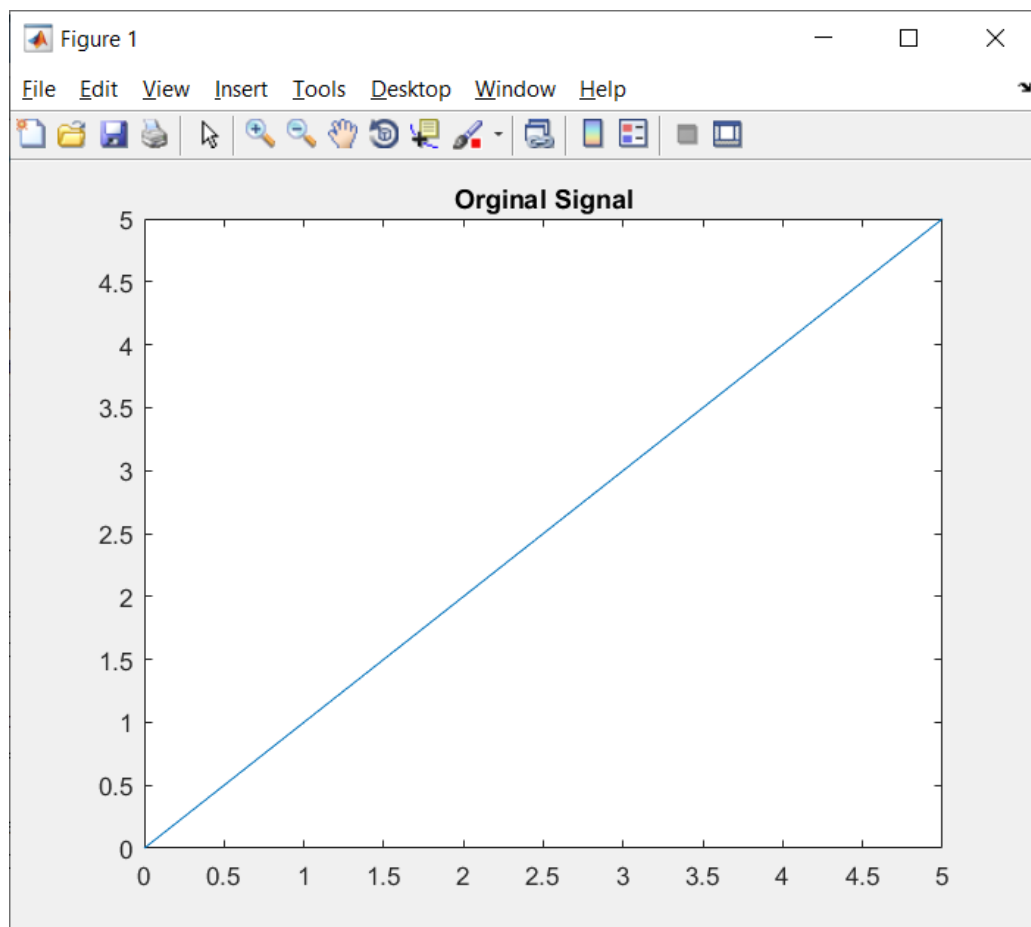 Figure 1
File Edit View Insert Tools Desktop Window Help
Orginal Signal
5
4.5
4
3.5
3
2.5
2
1.5
1
0.5
0
0 0.5 1 1.5 2 2.5 3 3.5 4 4.5 5